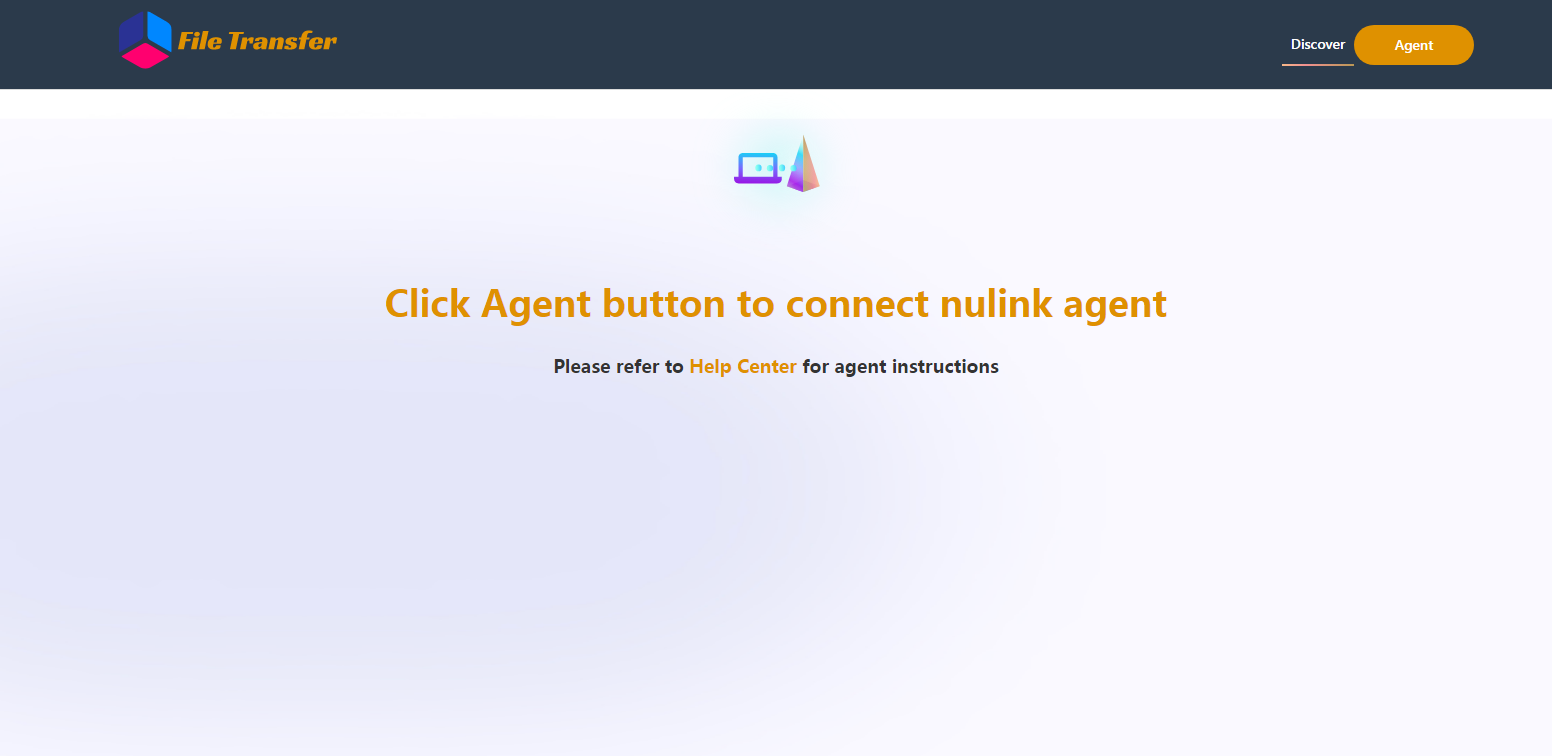 File Transfer
Discover
Agent
Click Agent button to connect nulink agent
Please refer to Help Center for agent instructions